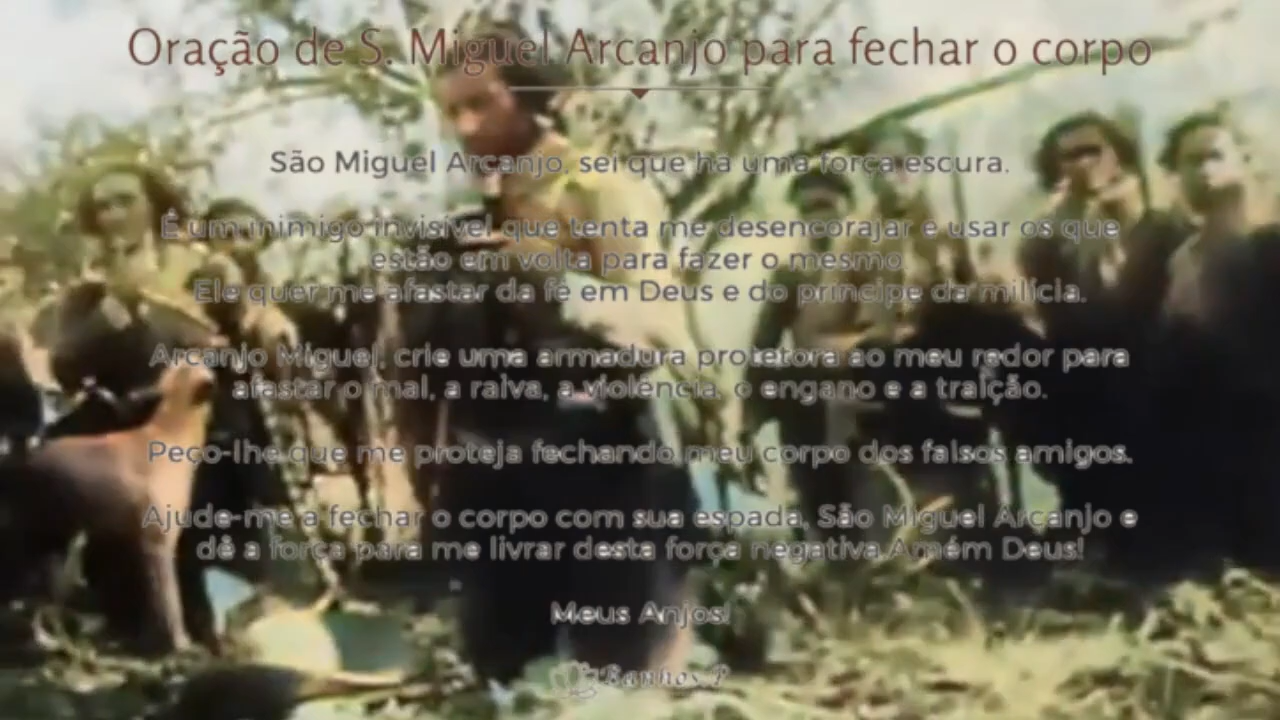 Oração de S. Miguel Arcanjo para fechar o corpo
São Miguel Arcanjo, sei que há uma força escura.
É um inimigo invisível que tenta me desencorajar e usar os que
estão em volta para fazer o mesmo
Ele quer me afastar da fé em Deus e do príncipe da milícia.
Arcanjo Miguel, crie uma armadura protetora ao meu redor para
afastar o mal, a raiva, a violência, o engano e a traição.
Peço-lhe que me proteja fechando meu corpo dos falsos amigos.
Ajude-me a fechar o corpo com sua espada, São Miguel Arcanjo e
dê a força para me livrar desta força negativa.Amém Deus!
Meus Anjos!
Banhos